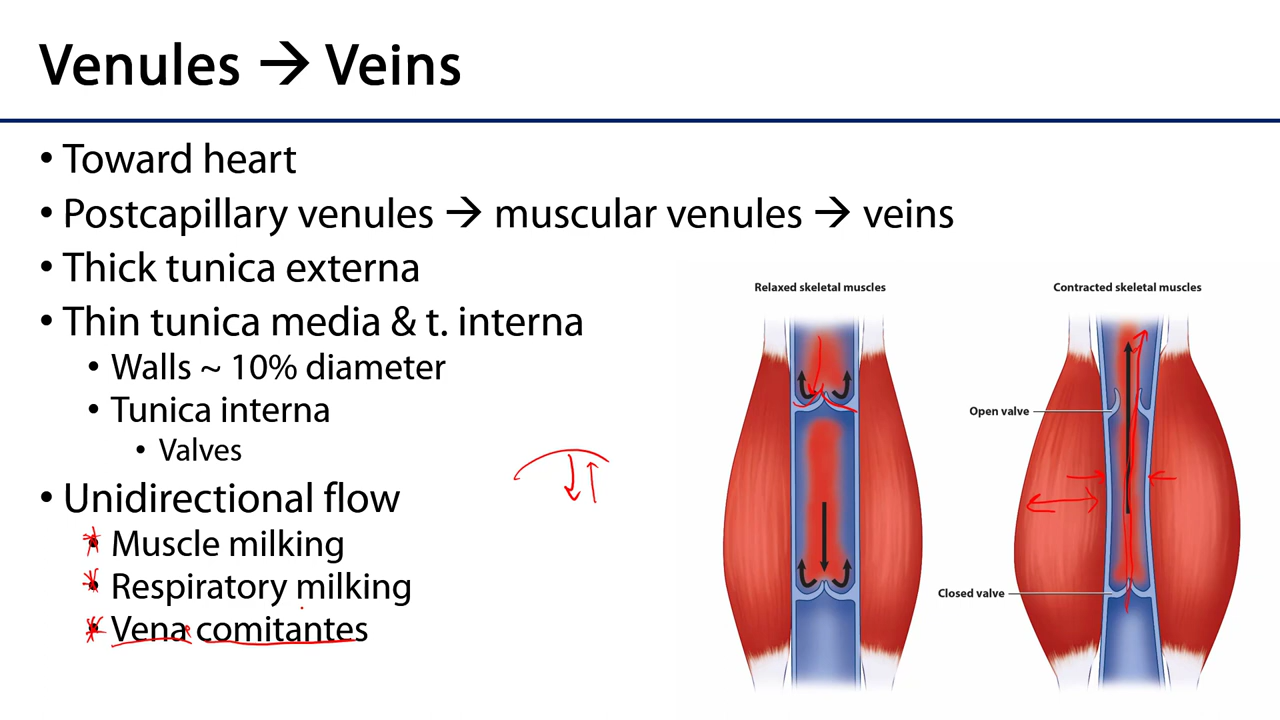 Venules → Veins
• Toward heart
• Postcapillary venules → muscular venules → veins
• Thick tunica externa
• Thin tunica media & t. interna
• Walls ~ 10% diameter
• Tunica interna
• Valves
• Unidirectional flow
• Muscle milking
• Respiratory milking
• Vena comitantes
Relaxed skeletal muscles
Contracted skeletal muscles
Open valve
Closed valve